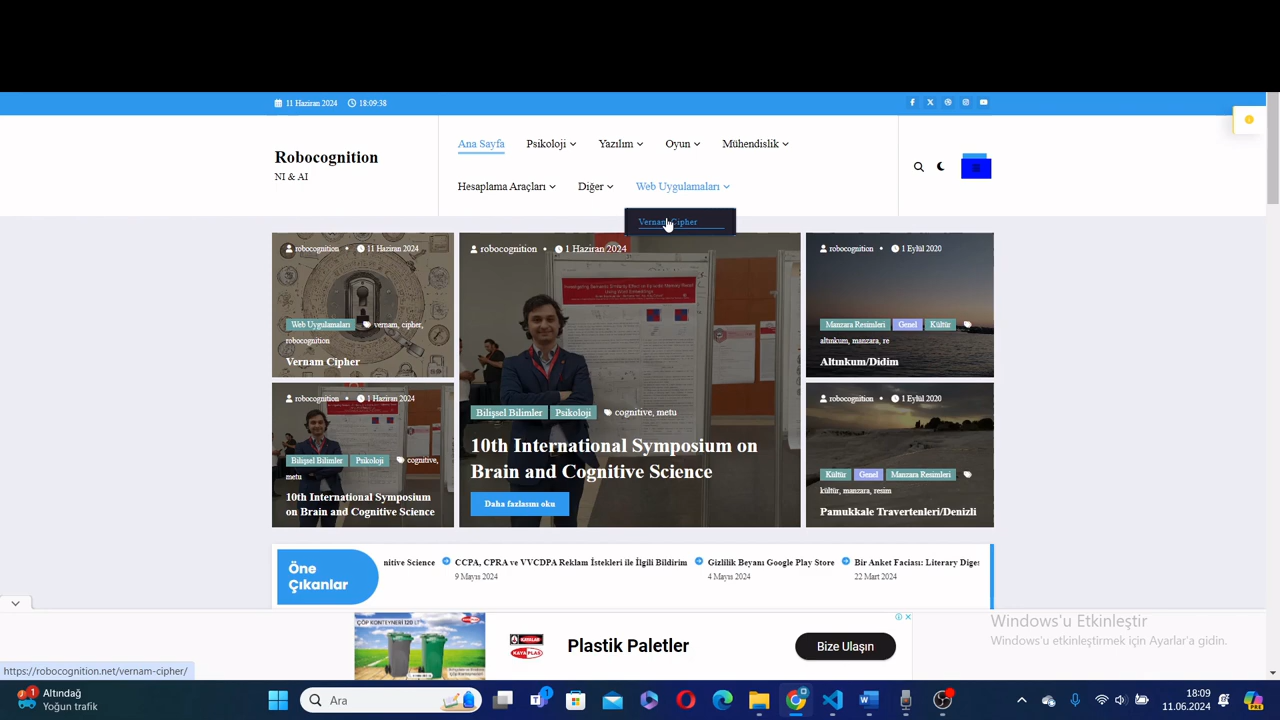 11 Haziran 2024 18:09:38
Robocognition
NI & AI
Ana Sayfa Psikoloji Yazılım Oyun Mühendislik
Hesaplama Araçları Diğer Web Uygulamaları
Vernam Cipher
robocognition • 11 Haziran 2024
Web Uygulamaları vernam, cipher,
robocognition
Vernam Cipher
robocognition • 1 Haziran 2024
Bilişsel Bilimler Psikoloji cognitive,
metu
10th International Symposium
on Brain and Cognitive Science
robocognition • 1 Haziran 2024
Bilişsel Bilimler Psikoloji cognitive, metu
10th International Symposium on
Brain and Cognitive Science
Daha fazlasını oku
robocognition • 1 Eylül 2020
Manzara Resimleri Genel Kültür
altınkum, manzara, re
Altınkum/Didim
robocognition • 1 Eylül 2020
Kültür Genel Manzara Resimleri
kültür, manzara, resim
Pamukkale Travertenleri/Denizli
Öne
Çıkanlar
nitive Science CCPA, CPRA ve VVCDPA Reklam İstekleri ile İlgili Bildirim Gizlilik Beyanı Google Play Store Bir Anket Faciası: Literary Diges
9 Mayıs 2024 4 Mayıs 2024 22 Mart 2024
ÇÖP KONTEYNERİ 120 LT
Plastik Paletler
Bize Ulaşın
Windows'u Etkinleştir
Windows'u etkinleştirmek için Ayarlar'a gidin.
https://robocognition.net/vernam-cipher/
1 Altındağ
Yoğun trafik
Ara
1
18:09
11.06.2024